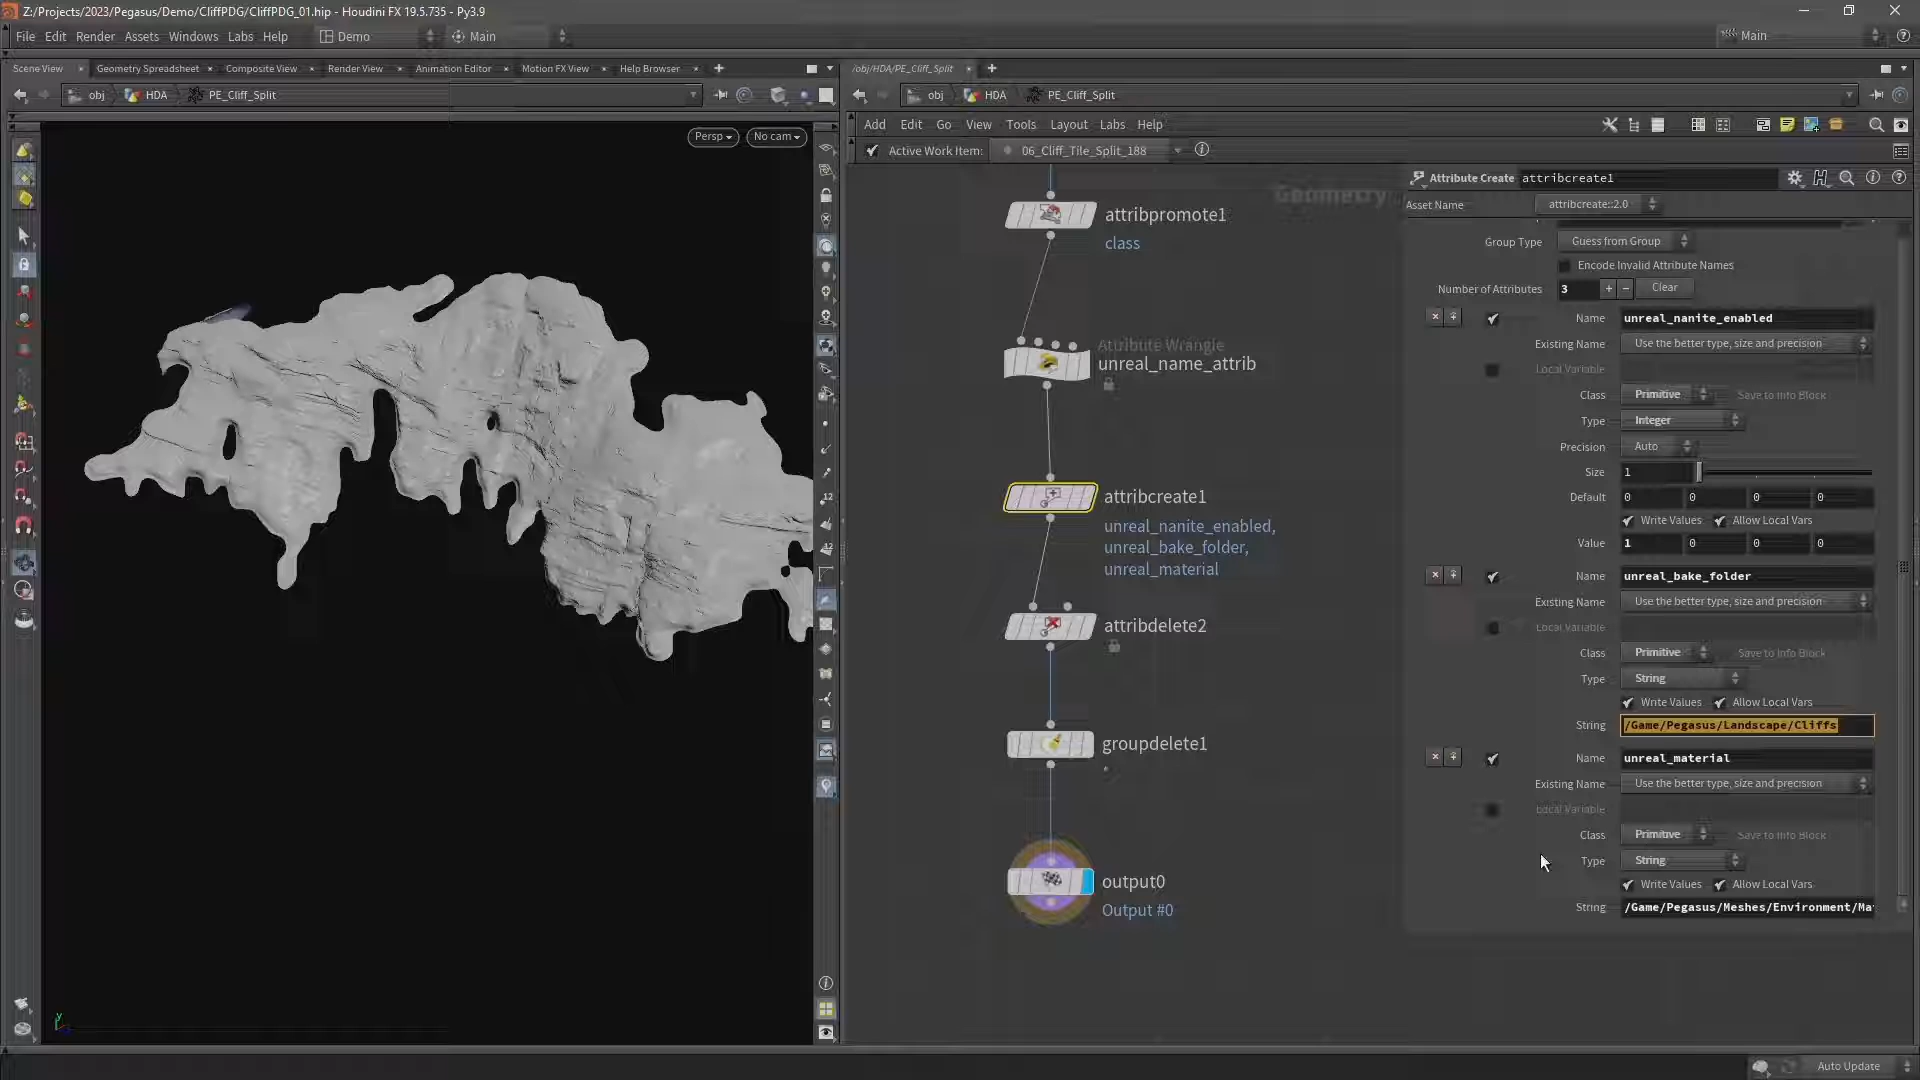 Z:/Projects/2023/Pegasus/Demo/CliffPDG/CliffPDG_01.hip - Houdini FX 19.5.735 - Py3.9
File Edit Render Assets Windows Labs Help Demo Main Main
Scene View Geometry Spreadsheet Composite View Render View Animation Editor Motion FX View Help Browser
obj HDA PE_Cliff_Split
Persp No cam
12
12
y
/obj/HDA/PE_Cliff_Split
obj HDA PE_Cliff_Split
Add Edit Go View Tools Layout Labs Help
Active Work Item: 06_Cliff_Tile_Split_188
Geometry
attribpromote1
class
Attribute Wrangle
unreal_name_attrib
attribcreate1
unreal_nanite_enabled,
unreal_bake_folder,
unreal_material
attribdelete2
groupdelete1
output0
Output #0
Attribute Create attribcreate1
Asset Name attribcreate::2.0
Group Type Guess from Group
Encode Invalid Attribute Names
Number of Attributes 3 + − Clear
Name unreal_nanite_enabled
Existing Name Use the better type, size and precision
Local Variable
Class Primitive Save to Info Block
Type Integer
Precision Auto
Size 1
Default 0 0 0 0
Write Values Allow Local Vars
Value 1 0 0 0
Name unreal_bake_folder
Existing Name Use the better type, size and precision
Local Variable
Class Primitive Save to Info Block
Type String
Write Values Allow Local Vars
String /Game/Pegasus/Landscape/Cliffs
Name unreal_material
Existing Name Use the better type, size and precision
Local Variable
Class Primitive Save to Info Block
Type String
Write Values Allow Local Vars
String /Game/Pegasus/Meshes/Environment/Ma
Auto Update